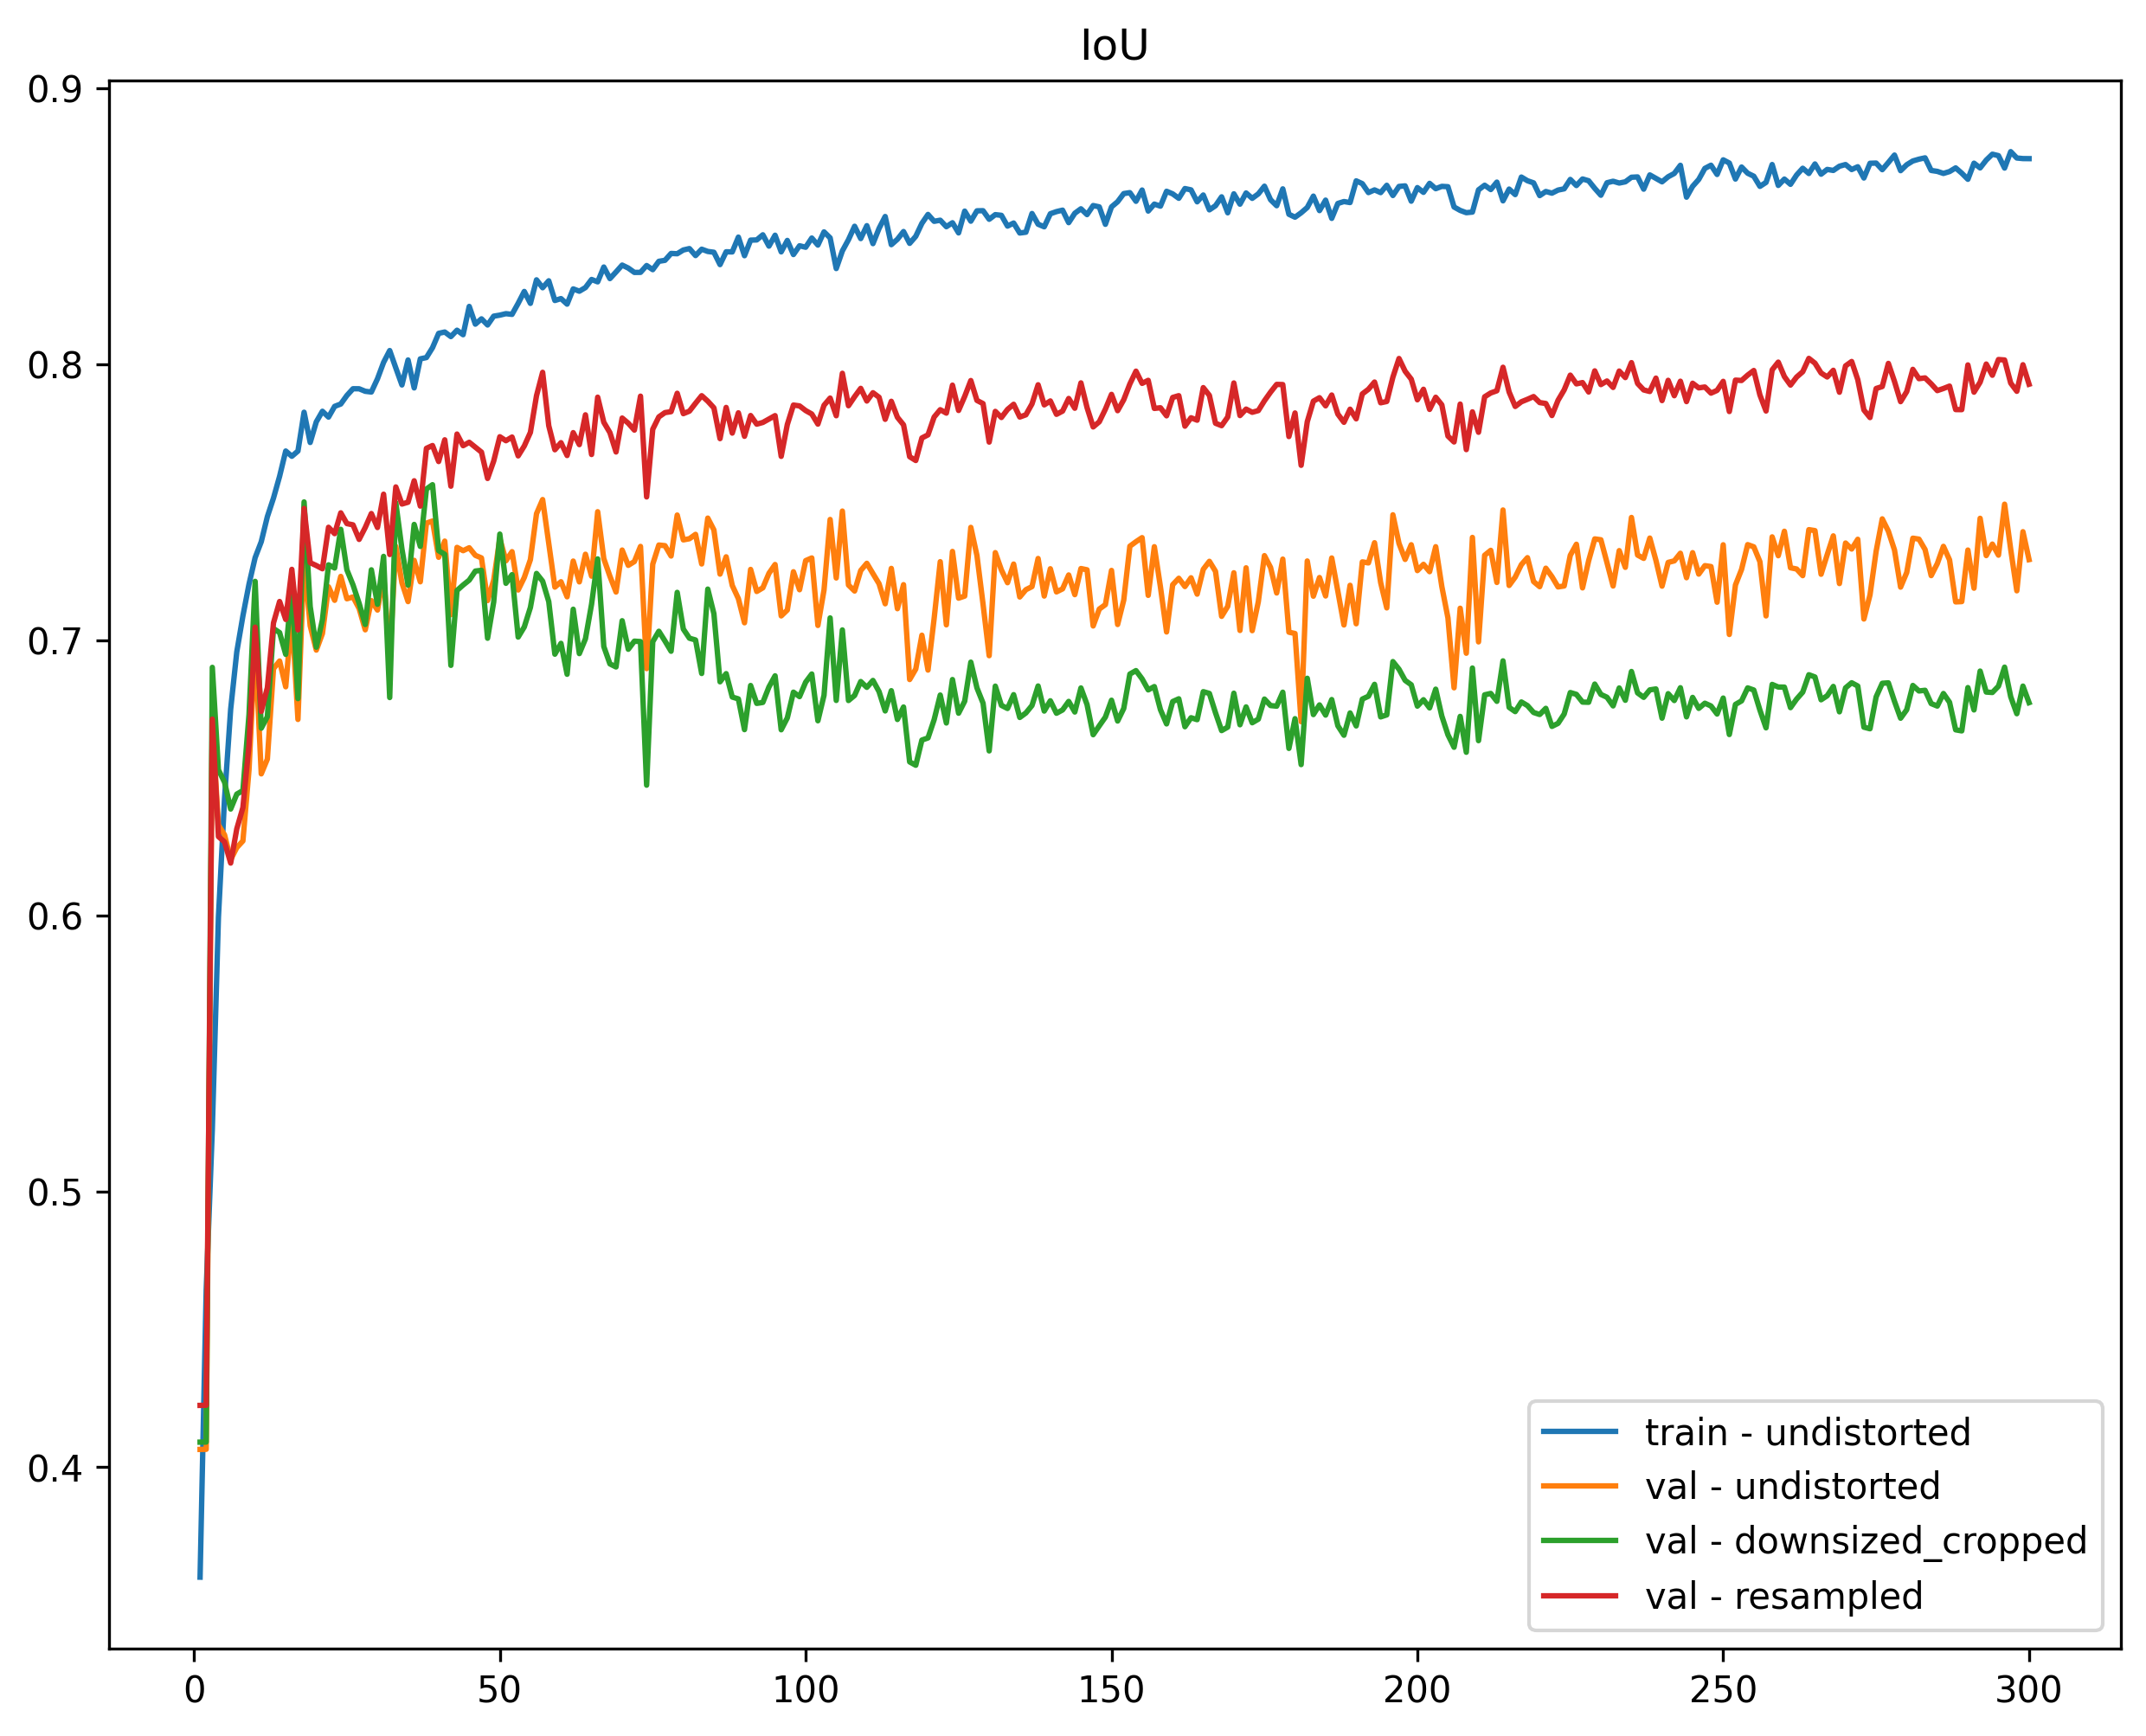 IoU
0.9
0.8
0.7
0.6
0.5
0.4
0 50 100 150 200 250 300
train - undistorted
val - undistorted
val - downsized_cropped
val - resampled